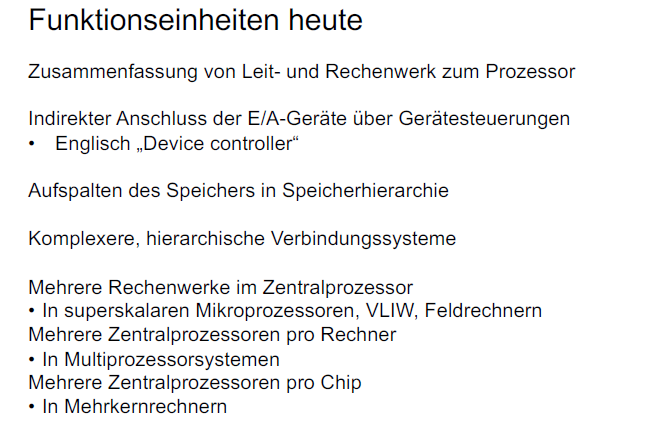 Funktionseinheiten heute
Zusammenfassung von Leit- und Rechenwerk zum Prozessor
Indirekter Anschluss der E/A-Geräte über Gerätesteuerungen
• Englisch „Device controller“
Aufspalten des Speichers in Speicherhierarchie
Komplexere, hierarchische Verbindungssysteme
Mehrere Rechenwerke im Zentralprozessor
• In superskalaren Mikroprozessoren, VLIW, Feldrechnern
Mehrere Zentralprozessoren pro Rechner
• In Multiprozessorsystemen
Mehrere Zentralprozessoren pro Chip
• In Mehrkernrechnern